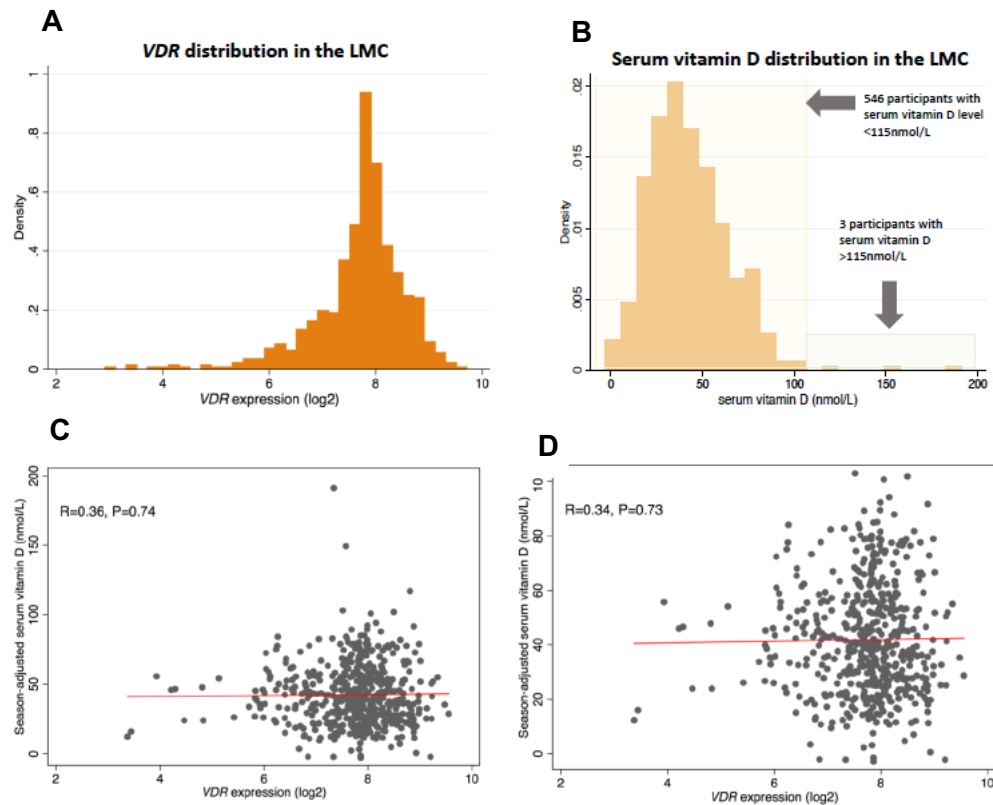 A
VDR distribution in the LMC
1
.8
.6
.4
.2
0
Density
2 4 6 8 10
VDR expression (log2)
B
Serum vitamin D distribution in the LMC
.02
.015
.01
.005
0
Density
546 participants with
serum vitamin D level
<115nmol/L
3 participants with
serum vitamin D
>115nmol/L
0 50 100 150 200
serum vitamin D (nmol/L)
C
200
150
100
50
0
Season-adjusted serum vitamin D (nmol/L)
R=0.36, P=0.74
2 4 6 8 10
VDR expression (log2)
D
10
80
60
40
20
0
Season-adjusted serum vitamin D (nmol/L)
R=0.34, P=0.73
2 4 6 8 10
VDR expression (log2)